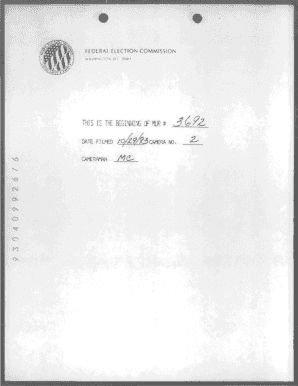 FEDERAL ELECTION COMMISSION
WASHINGTON, D.C. 20463
THIS IS THE BEGINNING OF MUR # 3692
DATE FILMED 10/28/93 CAMERA NO. 2
CAMERAMAN MC
93040992676